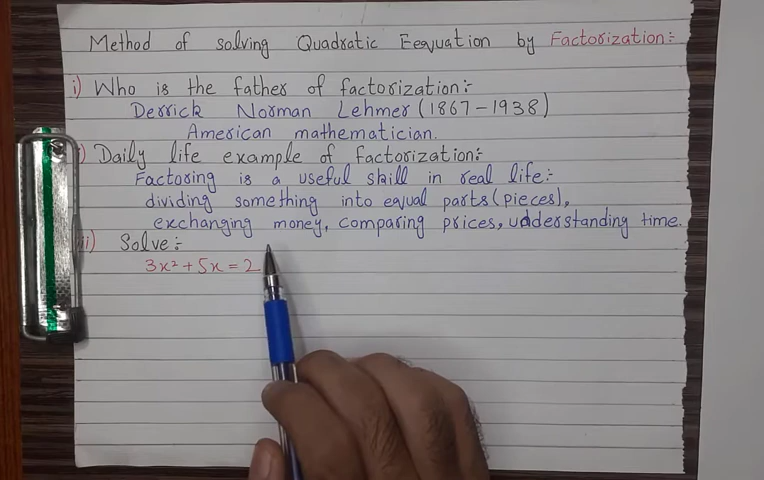 Method of solving Quadratic Eequation by Factorization:-
i) Who is the father of factorization:-
Derrick Norman Lehmer (1867-1938)
American mathematician.
i) Daily life example of factorization:-
Factoring is a useful skill in real life:-
dividing something into equal parts (pieces),
exchanging money, comparing prices, understanding time.
iii) Solve:-
3x² + 5x = 2